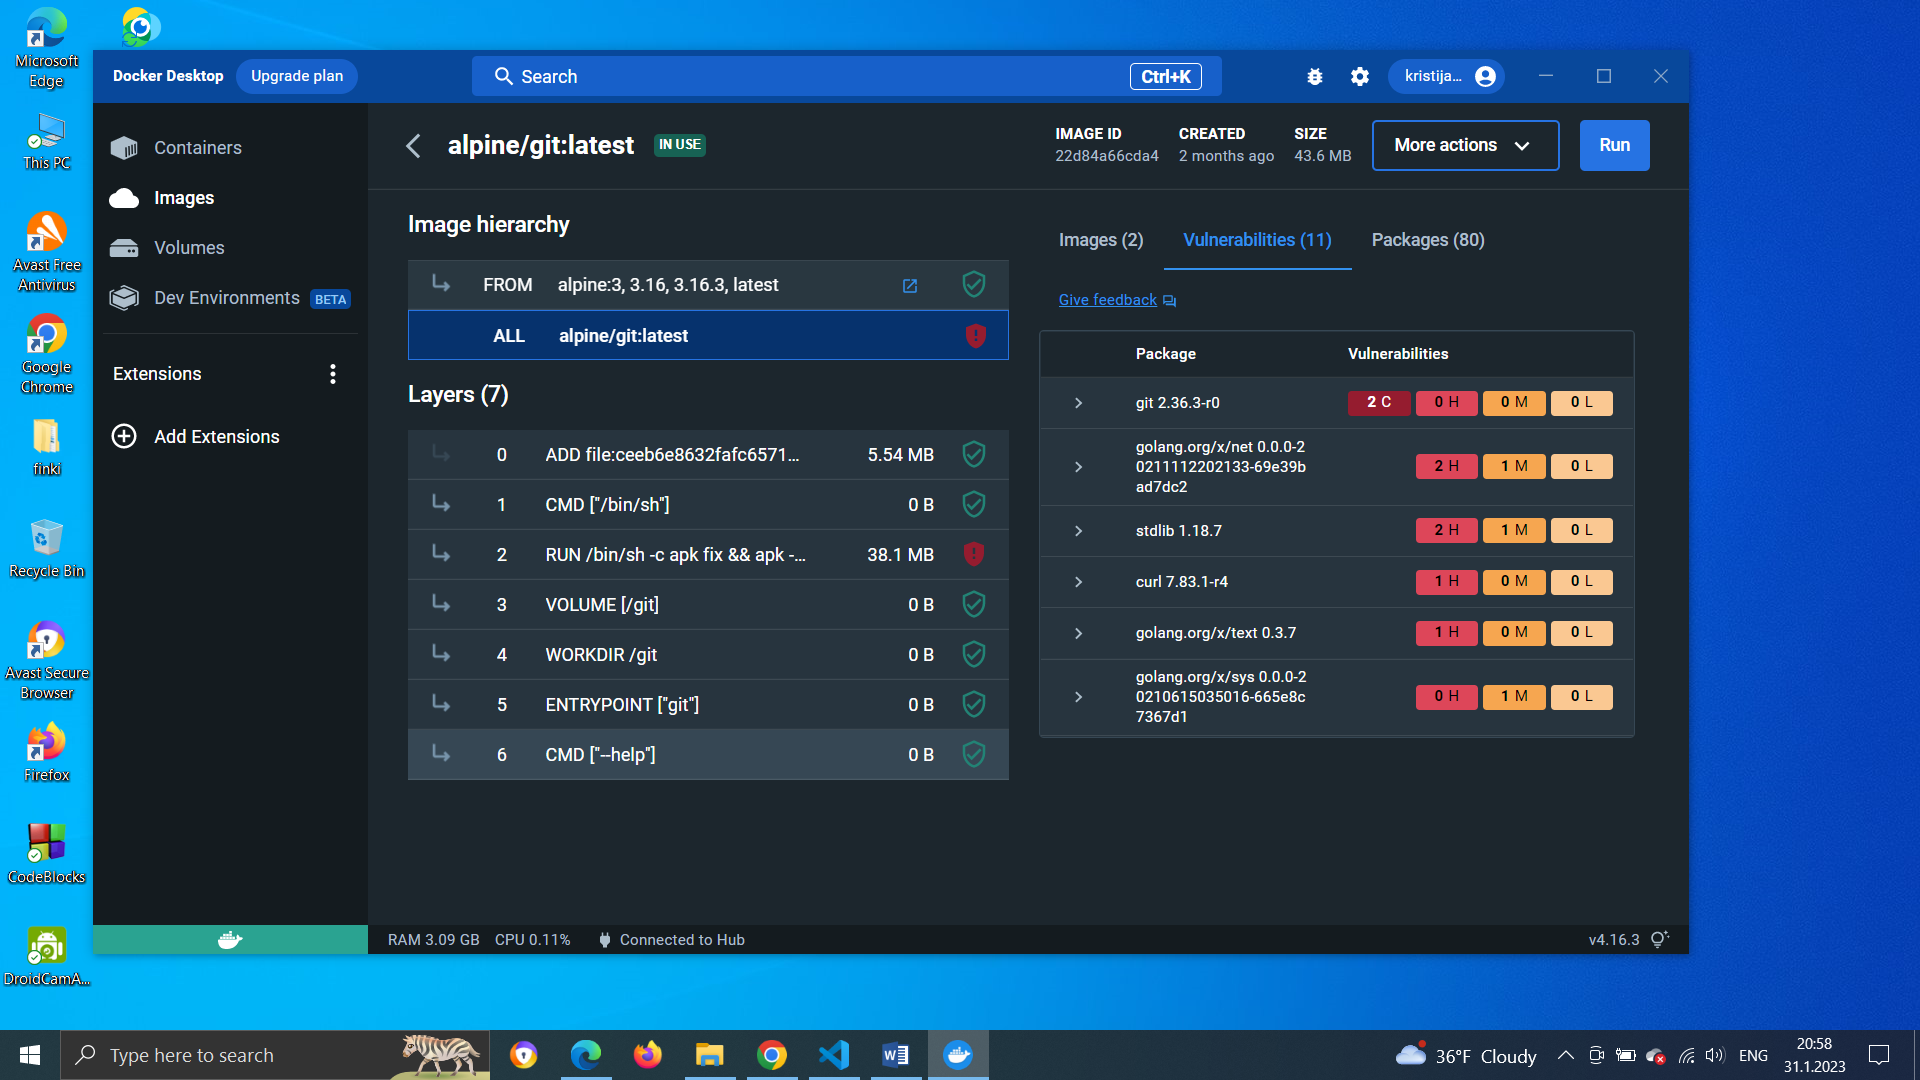 Microsoft
Edge
This PC
Avast Free
Antivirus
Google
Chrome
finki
Recycle Bin
Avast Secure
Browser
Firefox
CodeBlocks
DroidCamA...
Docker Desktop
Upgrade plan
Search
Ctrl+K
kristija...
Containers
Images
Volumes
Dev Environments BETA
Extensions
Add Extensions
alpine/git:latest
IN USE
IMAGE ID
22d84a66cda4
CREATED
2 months ago
SIZE
43.6 MB
More actions
Run
Image hierarchy
FROM alpine:3, 3.16, 3.16.3, latest
ALL alpine/git:latest
Layers (7)
0 ADD file:ceeb6e8632fafc6571... 5.54 MB
1 CMD ["/bin/sh"] 0 B
2 RUN /bin/sh -c apk fix && apk -... 38.1 MB
3 VOLUME [/git] 0 B
4 WORKDIR /git 0 B
5 ENTRYPOINT ["git"] 0 B
6 CMD ["--help"] 0 B
Images (2)
Vulnerabilities (11)
Packages (80)
Give feedback
Package Vulnerabilities
git 2.36.3-r0 2 C 0 H 0 M 0 L
golang.org/x/net 0.0.0-2
0211112202133-69e39b
ad7dc2
2 H 1 M 0 L
stdlib 1.18.7 2 H 1 M 0 L
curl 7.83.1-r4 1 H 0 M 0 L
golang.org/x/text 0.3.7 1 H 0 M 0 L
golang.org/x/sys 0.0.0-2
0210615035016-665e8c
7367d1
0 H 1 M 0 L
RAM 3.09 GB CPU 0.11% Connected to Hub
v4.16.3
Type here to search
36°F Cloudy
ENG
20:58
31.1.2023